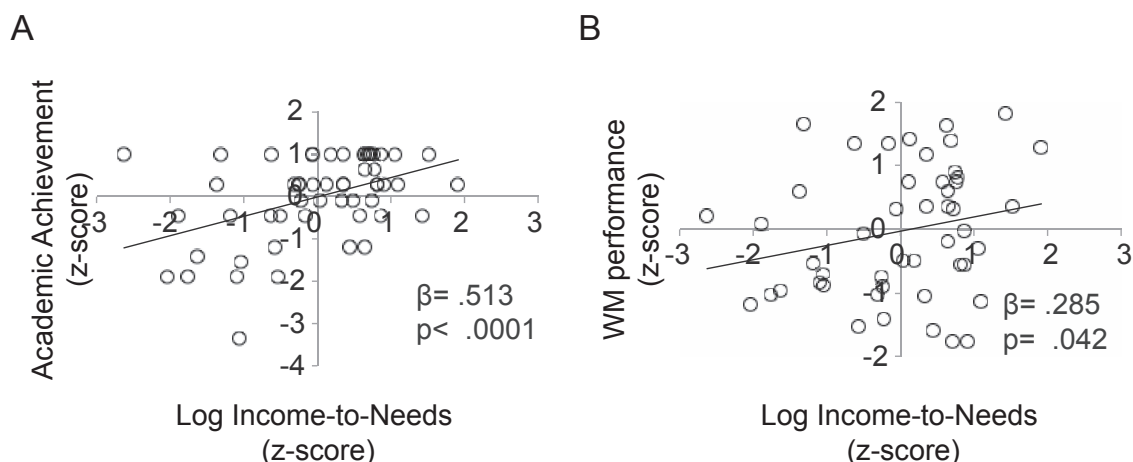 A
Academic Achievement
(z-score)
2
1
0
-1
-2
-3
-4
3
-2
-1
0
1
2
3
β= .513
p< .0001
Log Income-to-Needs
(z-score)
B
WM performance
(z-score)
2
1
0
-1
-2
-3
-2
-1
0
1
2
3
β= .285
p= .042
Log Income-to-Needs
(z-score)